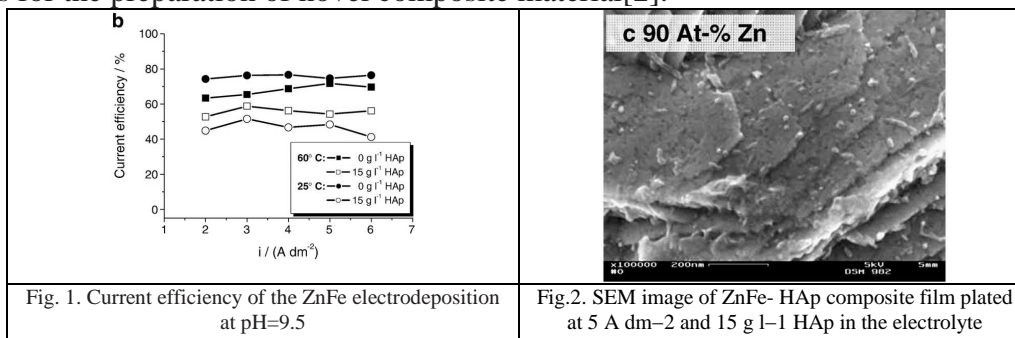 s for the preparation of novel composite material[2].
b
Current efficiency / %
100
80
60
40
20
0
60° C: 0 g l-1 HAp
15 g l-1 HAp
25° C: 0 g l-1 HAp
15 g l-1 HAp
1 2 3 4 5 6 7
i / (A dm-2)
c 90 At-% Zn
x100000 200nm 5kV 5mm
#0 DSM 982
Fig. 1. Current efficiency of the ZnFe electrodeposition
at pH=9.5
Fig.2. SEM image of ZnFe- HAp composite film plated
at 5 A dm−2 and 15 g l−1 HAp in the electrolyte